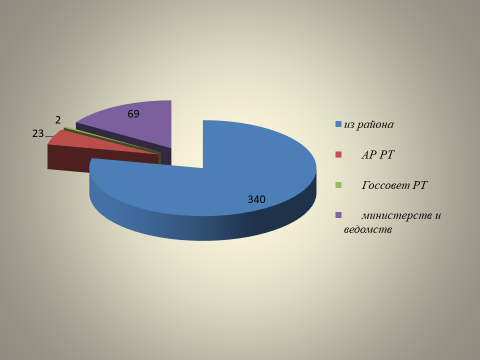 69
2
23
340
из района
АР РТ
Госсовет РТ
министерств и
ведомств